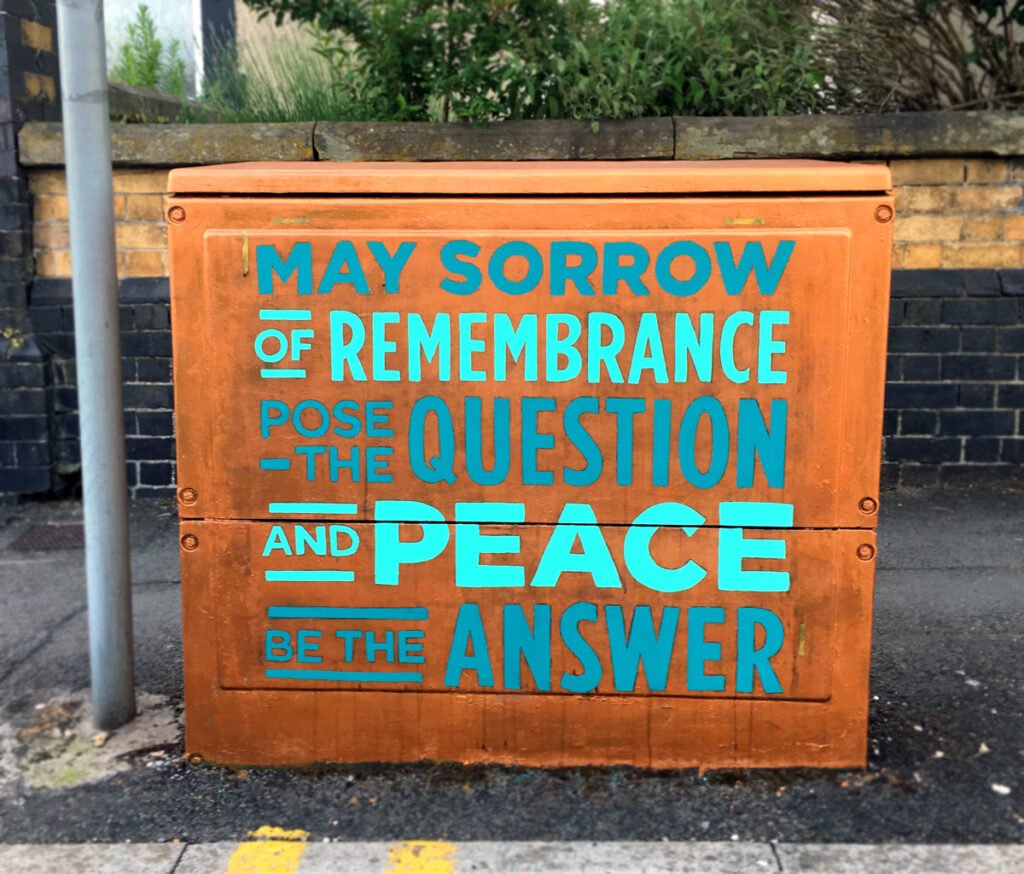 MAY SORROW
OF REMEMBRANCE
POSE THE QUESTION
AND PEACE
BE THE ANSWER